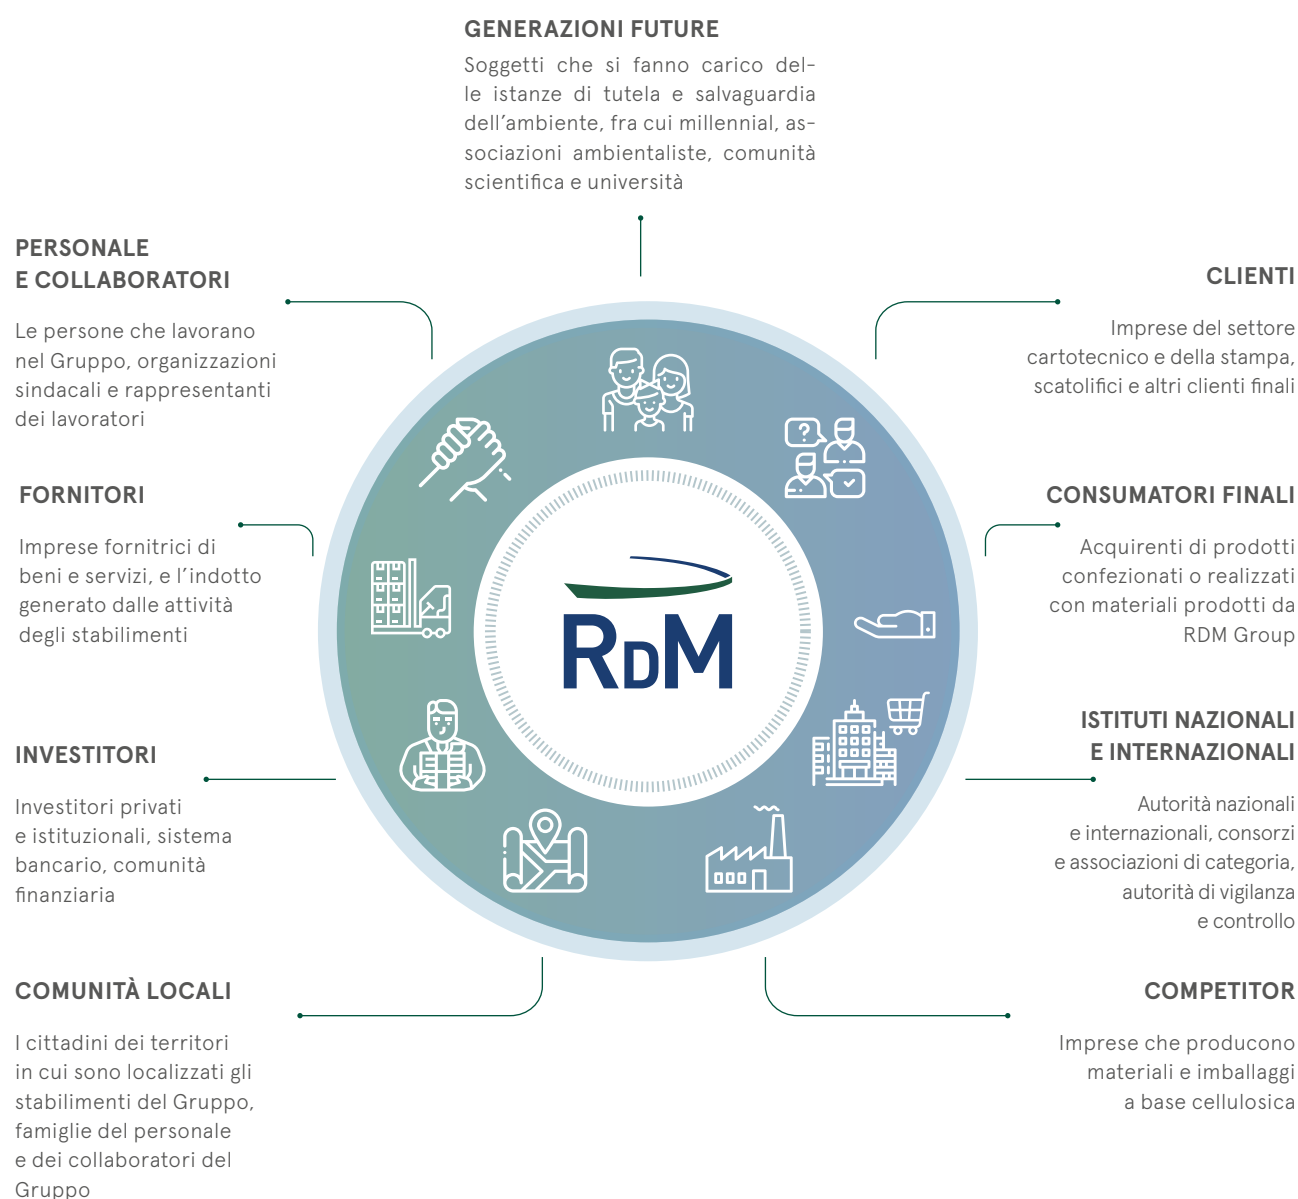 GENERAZIONI FUTURE
Soggetti che si fanno carico del-
le istanze di tutela e salvaguardia
dell’ambiente, fra cui millennial, as-
sociazioni ambientaliste, comunità
scientifica e università
PERSONALE
E COLLABORATORI
Le persone che lavorano
nel Gruppo, organizzazioni
sindacali e rappresentanti
dei lavoratori
CLIENTI
Imprese del settore
cartotecnico e della stampa,
scatolifici e altri clienti finali
FORNITORI
Imprese fornitrici di
beni e servizi, e l’indotto
generato dalle attività
degli stabilimenti
CONSUMATORI FINALI
Acquirenti di prodotti
confezionati o realizzati
con materiali prodotti da
RDM Group
?
RDM
INVESTITORI
Investitori privati
e istituzionali, sistema
bancario, comunità
finanziaria
ISTITUTI NAZIONALI
E INTERNAZIONALI
Autorità nazionali
e internazionali, consorzi
e associazioni di categoria,
autorità di vigilanza
e controllo
COMUNITÀ LOCALI
I cittadini dei territori
in cui sono localizzati gli
stabilimenti del Gruppo,
famiglie del personale
e dei collaboratori del
Gruppo
COMPETITOR
Imprese che producono
materiali e imballaggi
a base cellulosica